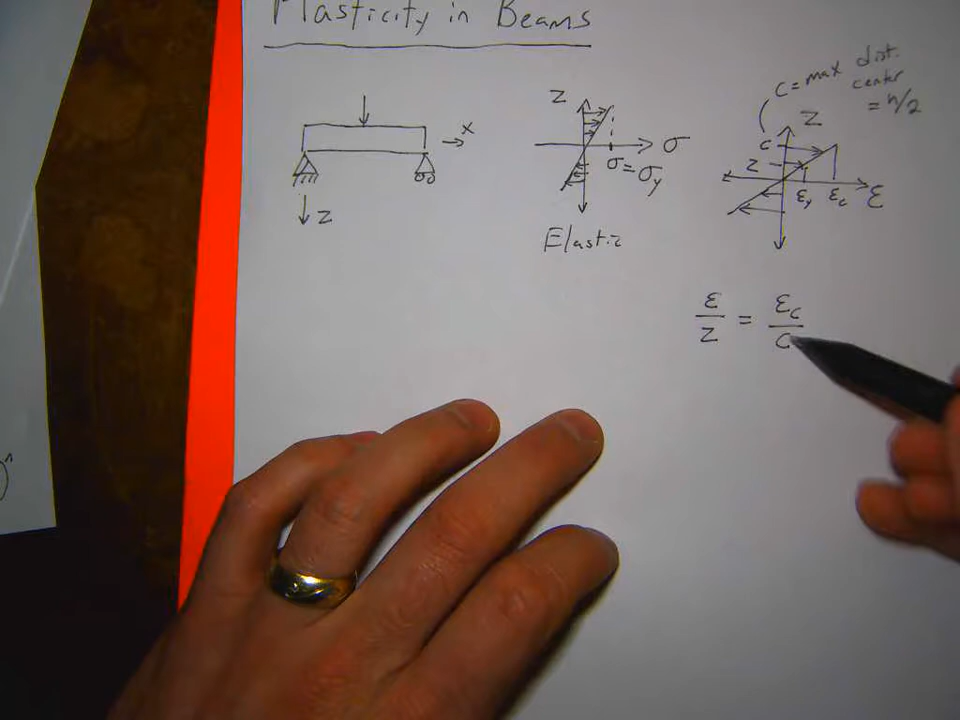 Plasticity in Beams
C = max dist.
center
= h/2
x
z
z
σ
σ = σy
Elastic
z
c
z
εy
εc
ε
ε/z = εc/c